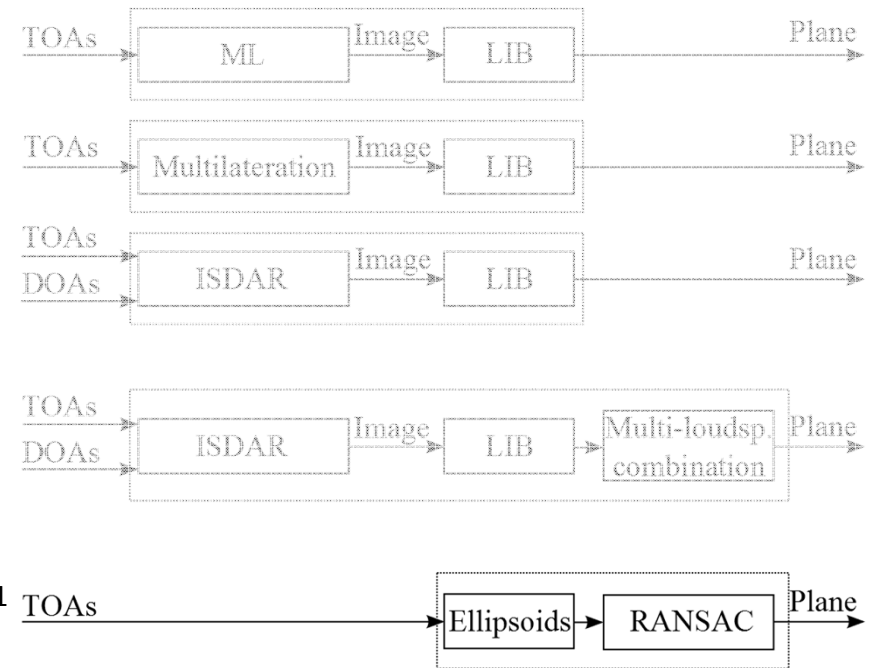 TOAs Image Plane
ML LIB
TOAs Image Plane
Multilateration LIB
TOAs Image Plane
DOAs ISDAR LIB
TOAs Image Multi-loudsp. Plane
DOAs ISDAR LIB combination
1 TOAs Plane
Ellipsoids RANSAC